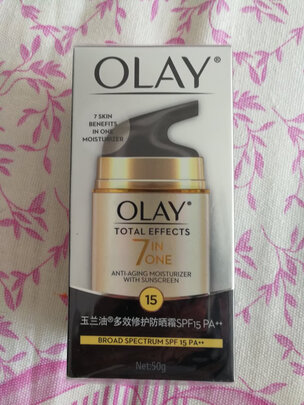 OLAY®
7 SKIN
BENEFITS
IN ONE
MOISTURIZER
OLAY®
TOTAL EFFECTS
7 IN
ONE
ANTI-AGING MOISTURIZER
WITH SUNSCREEN
15
玉兰油®多效修护防晒霜SPF15 PA++
BROAD SPECTRUM SPF 15 PA++
Net:50g